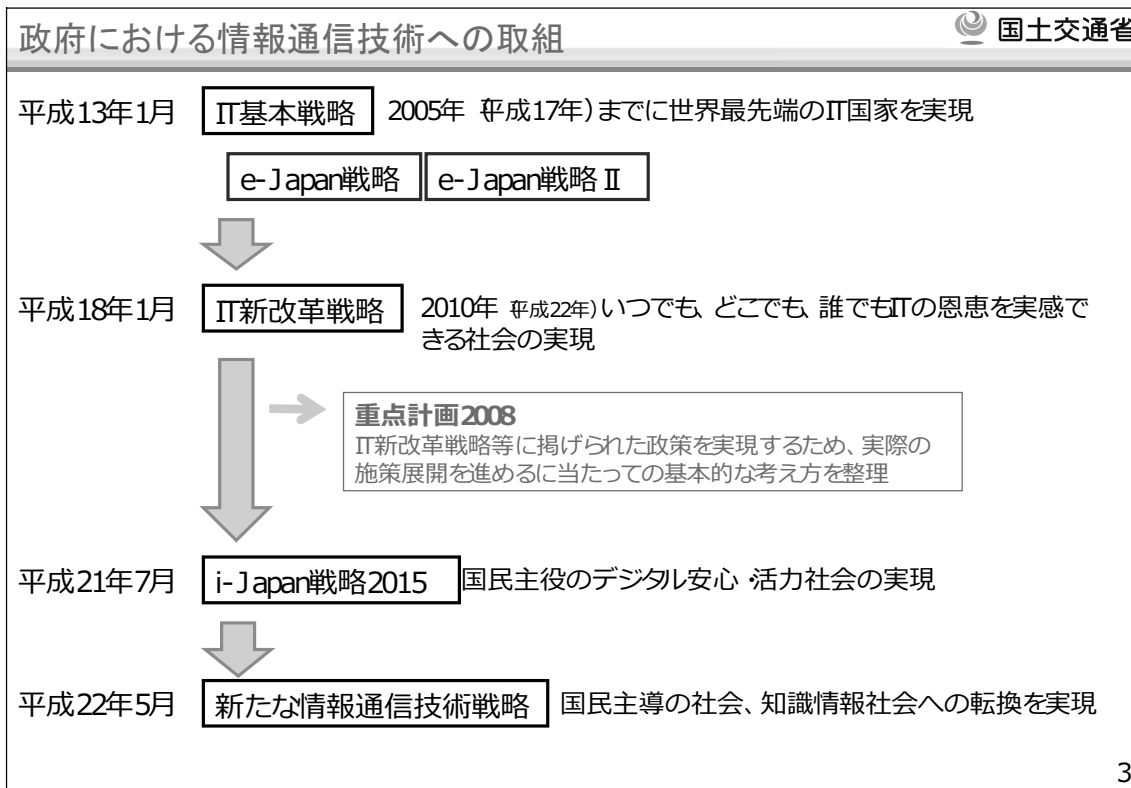 政府における情報通信技術への取組
国土交通省
平成13年1月 IT基本戦略 2005年（平成17年）までに世界最先端のIT国家を実現
e-Japan戦略 e-Japan戦略Ⅱ
平成18年1月 IT新改革戦略 2010年（平成22年）いつでも、どこでも、誰でもITの恩恵を実感で
きる社会の実現
重点計画2008
IT新改革戦略等に掲げられた政策を実現するため、実際の
施策展開を進めるに当たっての基本的な考え方を整理
平成21年7月 i-Japan戦略2015 国民主役のデジタル安心・活力社会の実現
平成22年5月 新たな情報通信技術戦略 国民主導の社会、知識情報社会への転換を実現
3